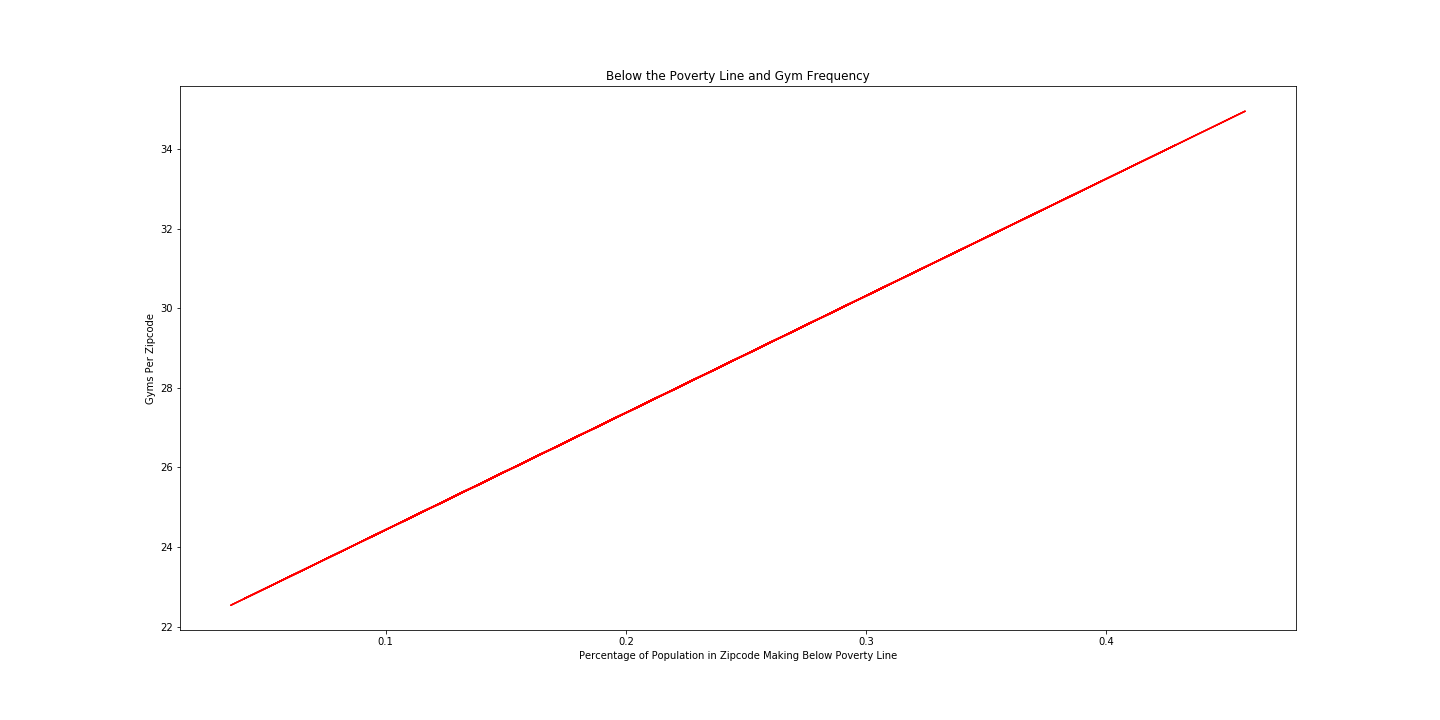 Below the Poverty Line and Gym Frequency
34
32
30
28
26
24
22
Gyms Per Zipcode
0.1 0.2 0.3 0.4
Percentage of Population in Zipcode Making Below Poverty Line